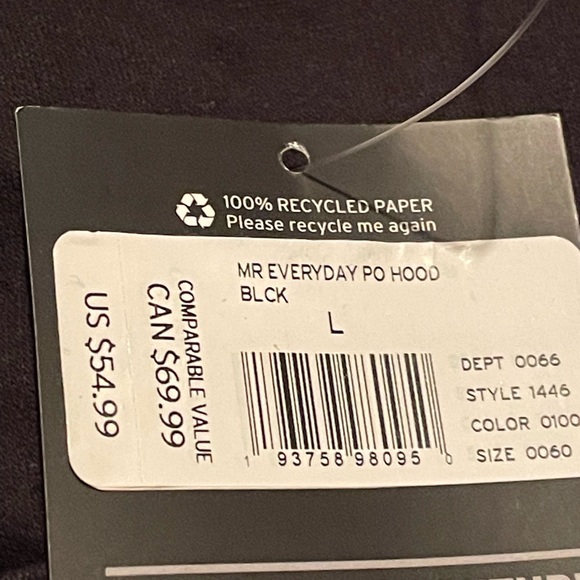 100% RECYCLED PAPER
Please recycle me again
MR EVERYDAY PO HOOD
BLCK
L
COMPARABLE VALUE
CAN $69.99
US $54.99
DEPT 0066
STYLE 1446
COLOR 0100
SIZE 0060
1 93758 98095 6